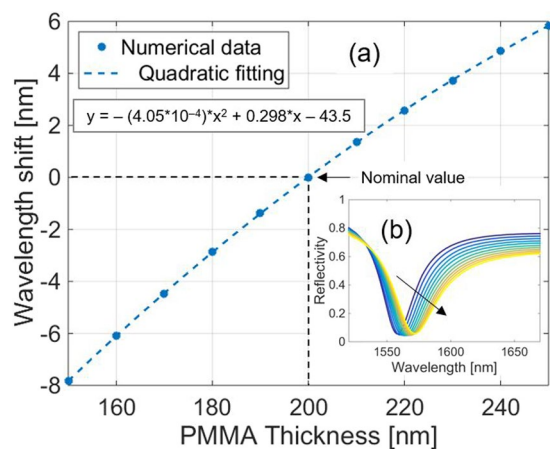 6
4
2
0
-2
-4
-6
-8
Wavelength shift [nm]
Numerical data
Quadratic fitting
(a)
y = – (4.05*10⁻⁴)*x² + 0.298*x – 43.5
Nominal value
(b)
1
0.8
0.6
0.4
0.2
0
Reflectivity
1550 1600 1650
Wavelength [nm]
160 180 200 220 240
PMMA Thickness [nm]